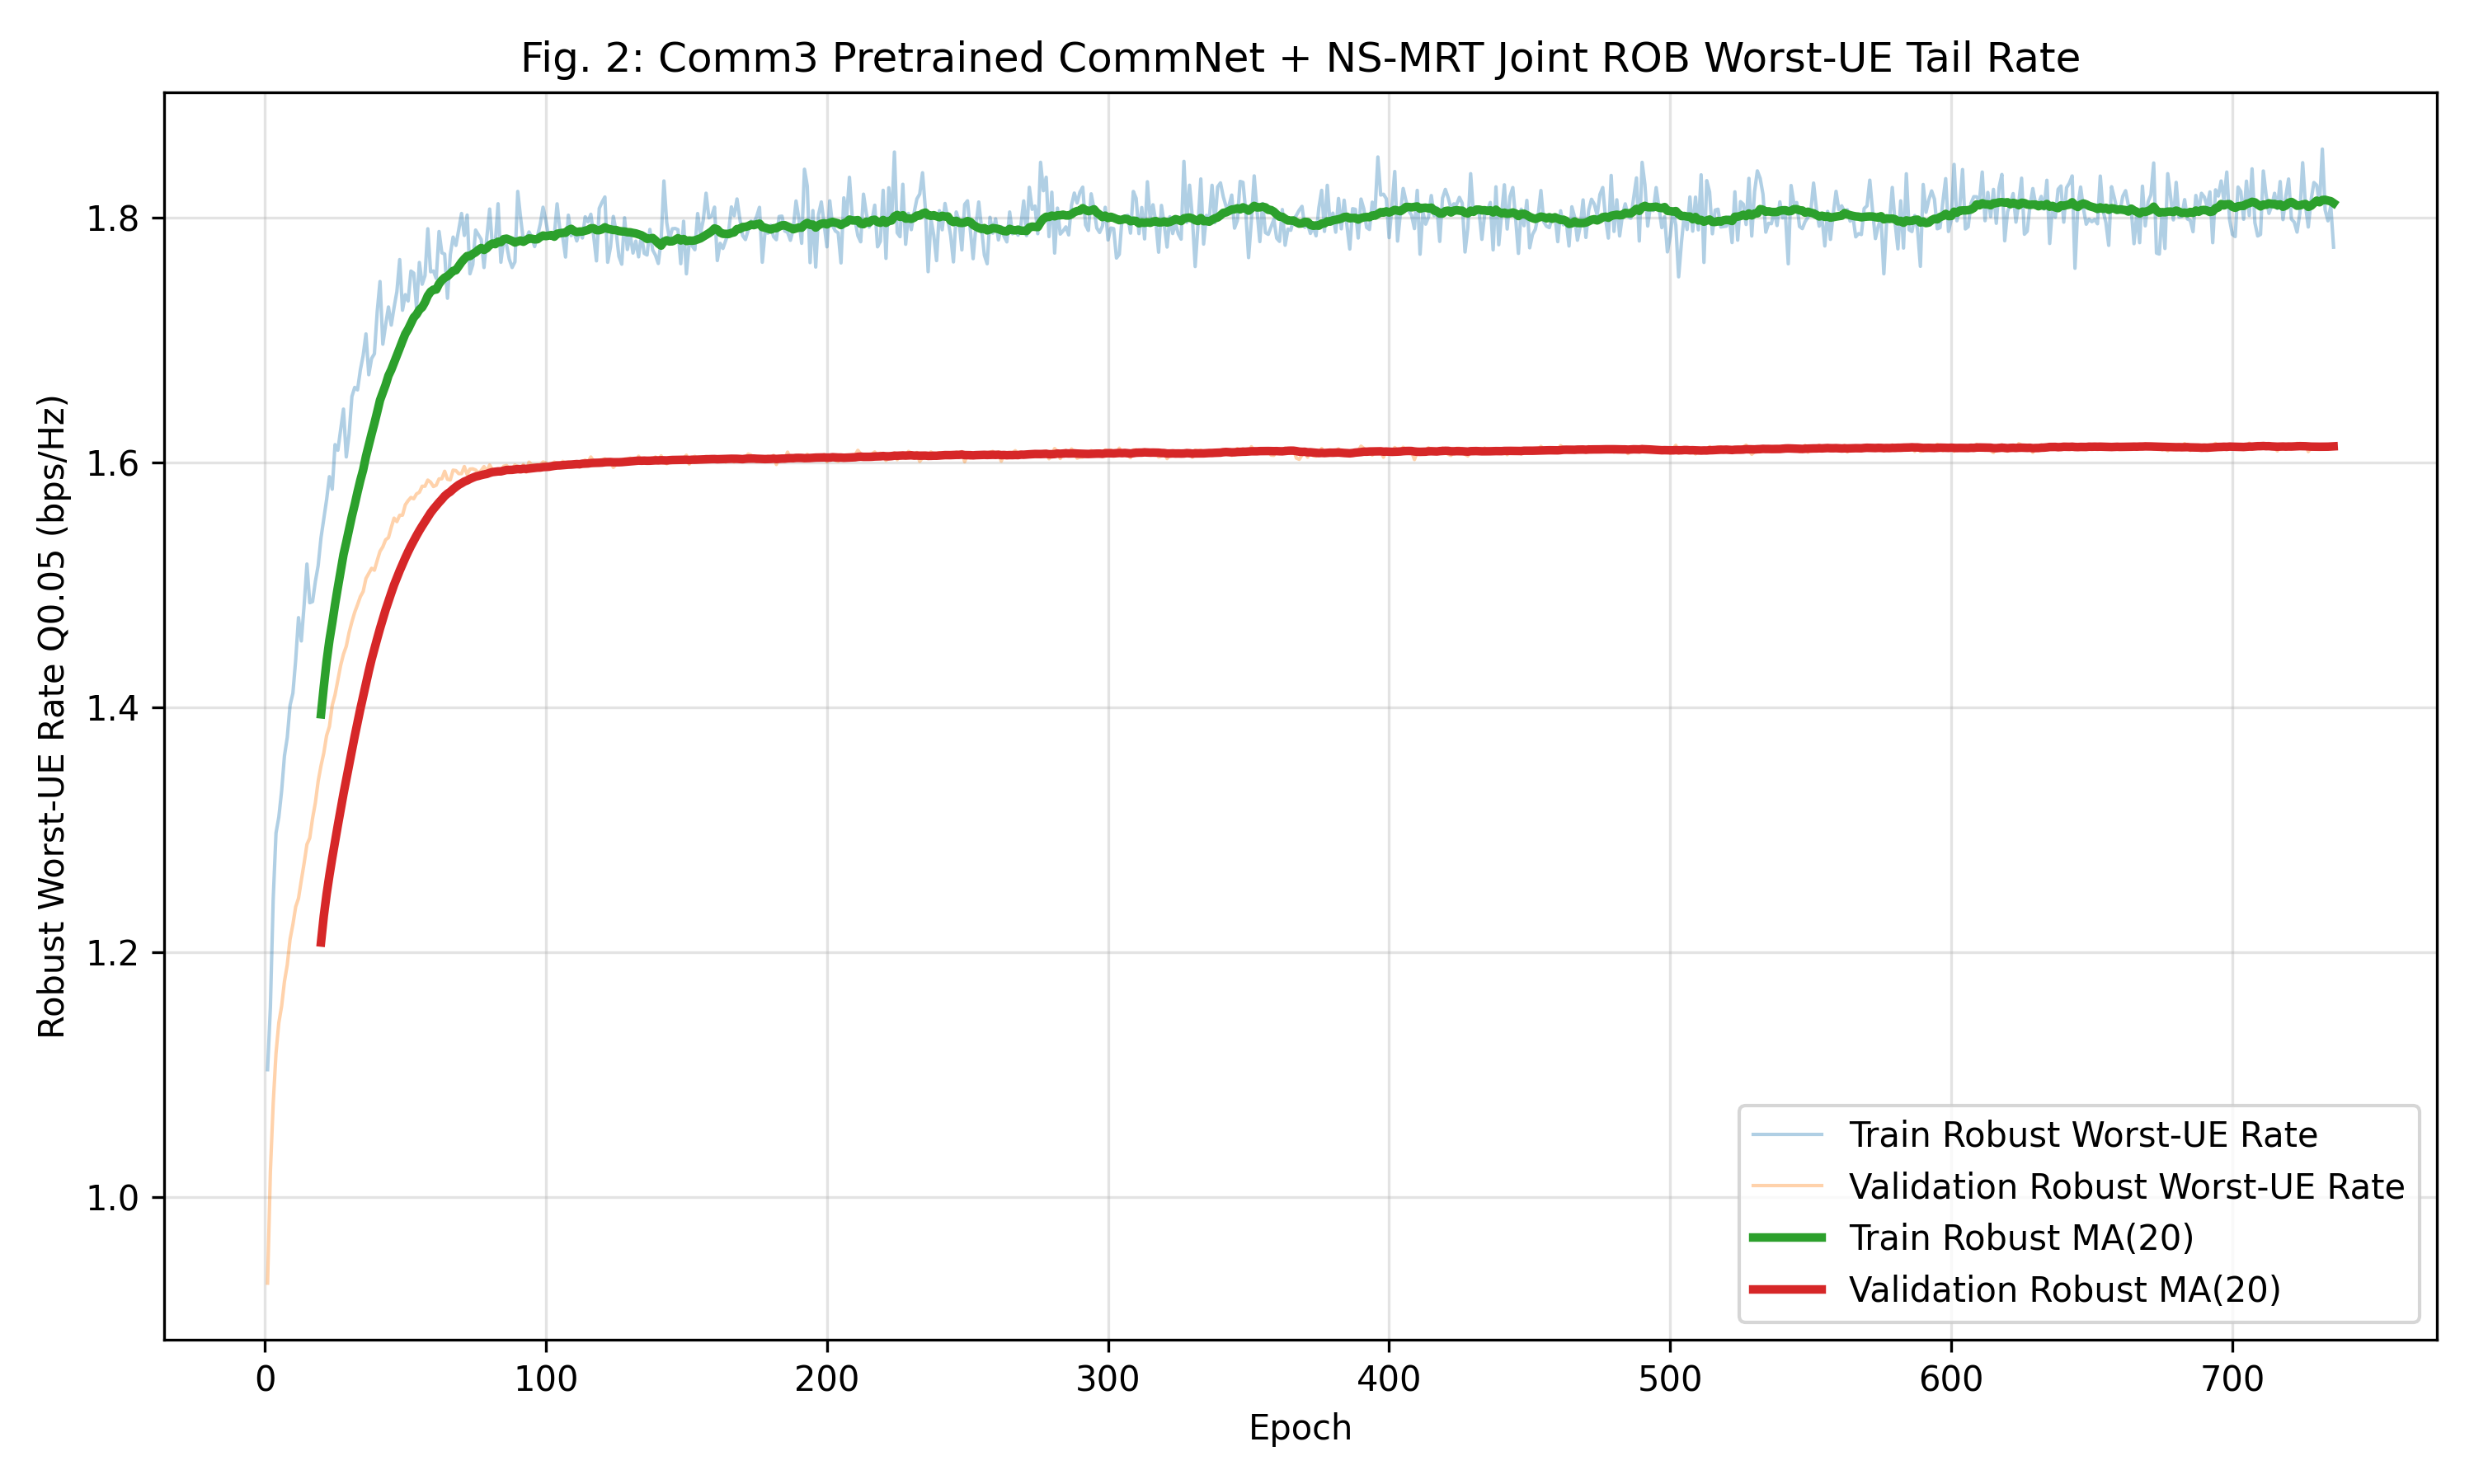 Fig. 2: Comm3 Pretrained CommNet + NS-MRT Joint ROB Worst-UE Tail Rate
Robust Worst-UE Rate Q0.05 (bps/Hz)
1.8
1.6
1.4
1.2
1.0
0 100 200 300 400 500 600 700
Epoch
Train Robust Worst-UE Rate
Validation Robust Worst-UE Rate
Train Robust MA(20)
Validation Robust MA(20)